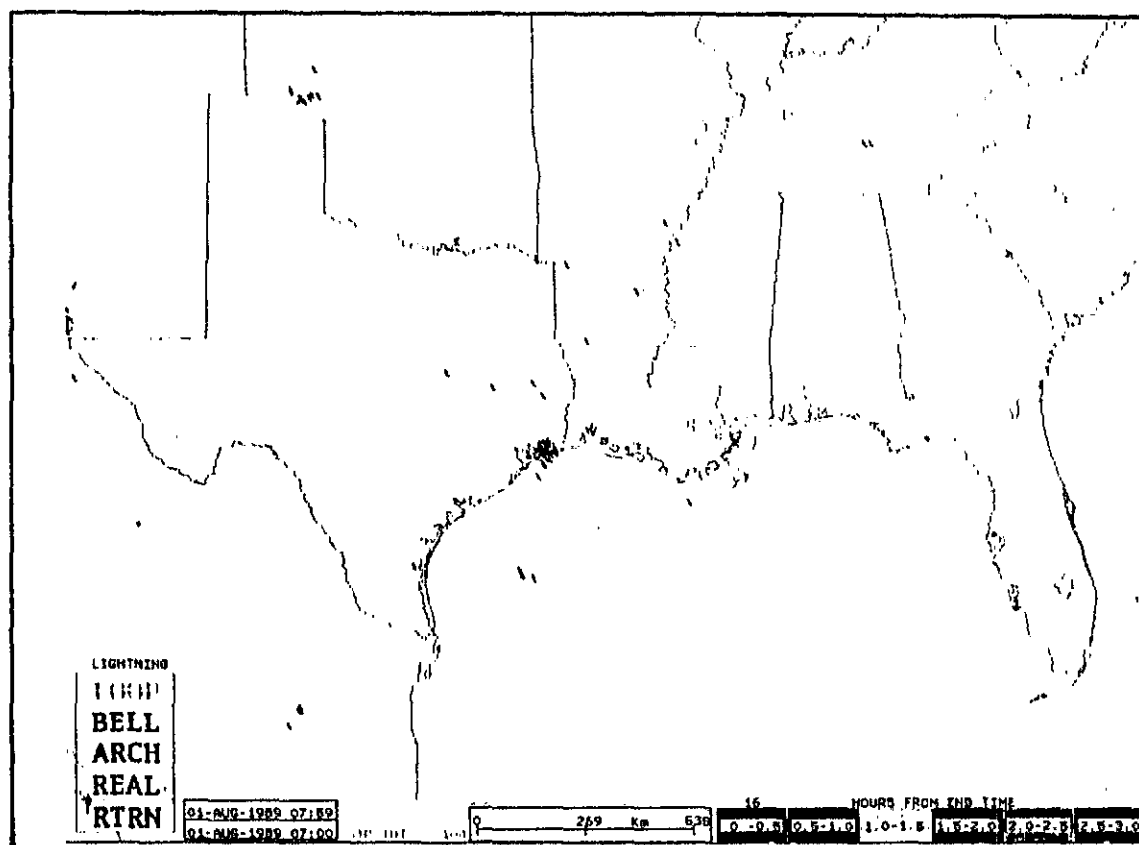 LIGHTNING
LOOP
BELL
ARCH
REAL
RTRN
01-AUG-1989 07:59
01-AUG-1989 07:00
0 269 Km 538
16 HOURS FROM END TIME
0 -0.5 0.5-1.0 1.0-1.5 1.5-2.0 2.0-2.5 2.5-3.0